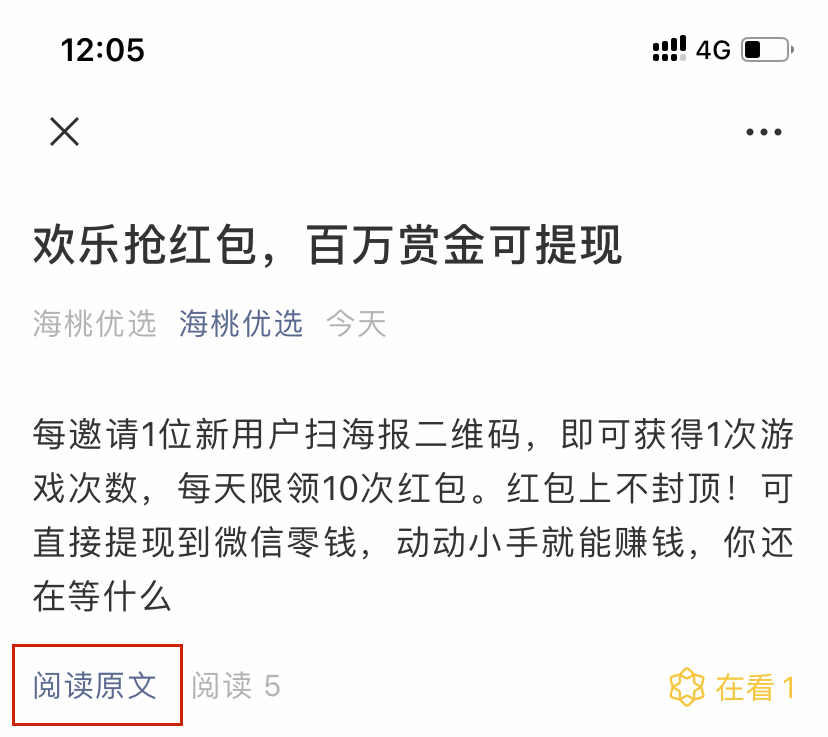 12:05 4G
欢乐抢红包，百万赏金可提现
海桃优选 海桃优选 今天
每邀请1位新用户扫海报二维码，即可获得1次游
戏次数，每天限领10次红包。红包上不封顶！可
直接提现到微信零钱，动动小手就能赚钱，你还
在等什么
阅读原文 阅读 5 在看 1